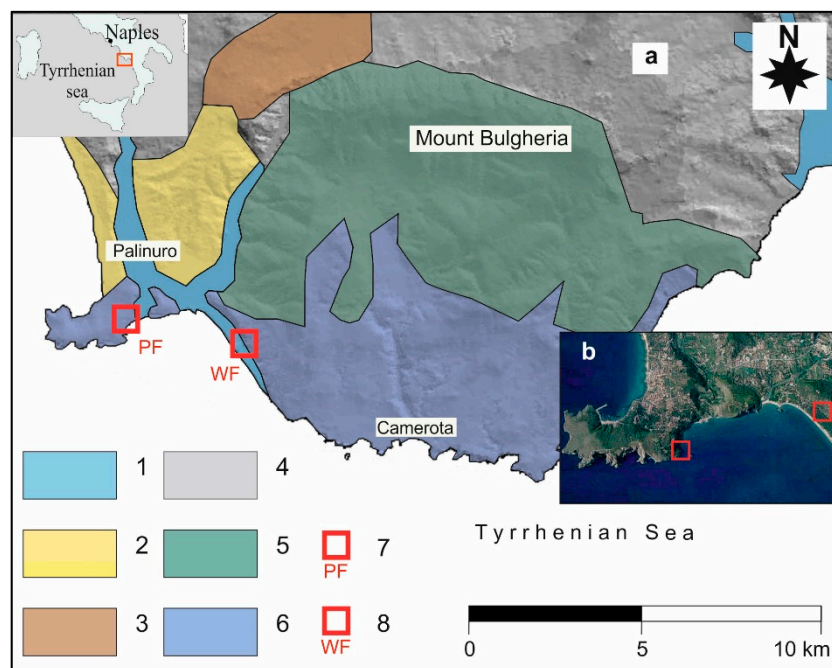 Naples
Tyrrhenian
sea
a
N
Mount Bulgheria
Palinuro
PF
WF
b
Camerota
1
4
Tyrrhenian Sea
2
5
7
PF
3
6
8
WF
0
5
10 km